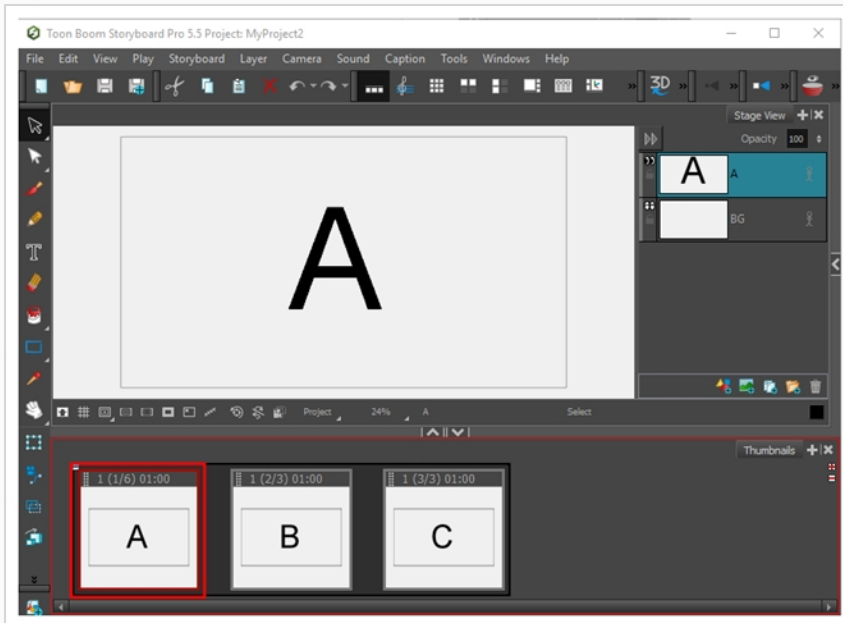 Toon Boom Storyboard Pro 5.5 Project: MyProject2
File Edit View Play Storyboard Layer Camera Sound Caption Tools Windows Help
3D
Stage View
Opacity 100
A
A A
BG
T
Project 24% A Select
Thumbnails
1 (1/6) 01:00 1 (2/3) 01:00 1 (3/3) 01:00
A B C